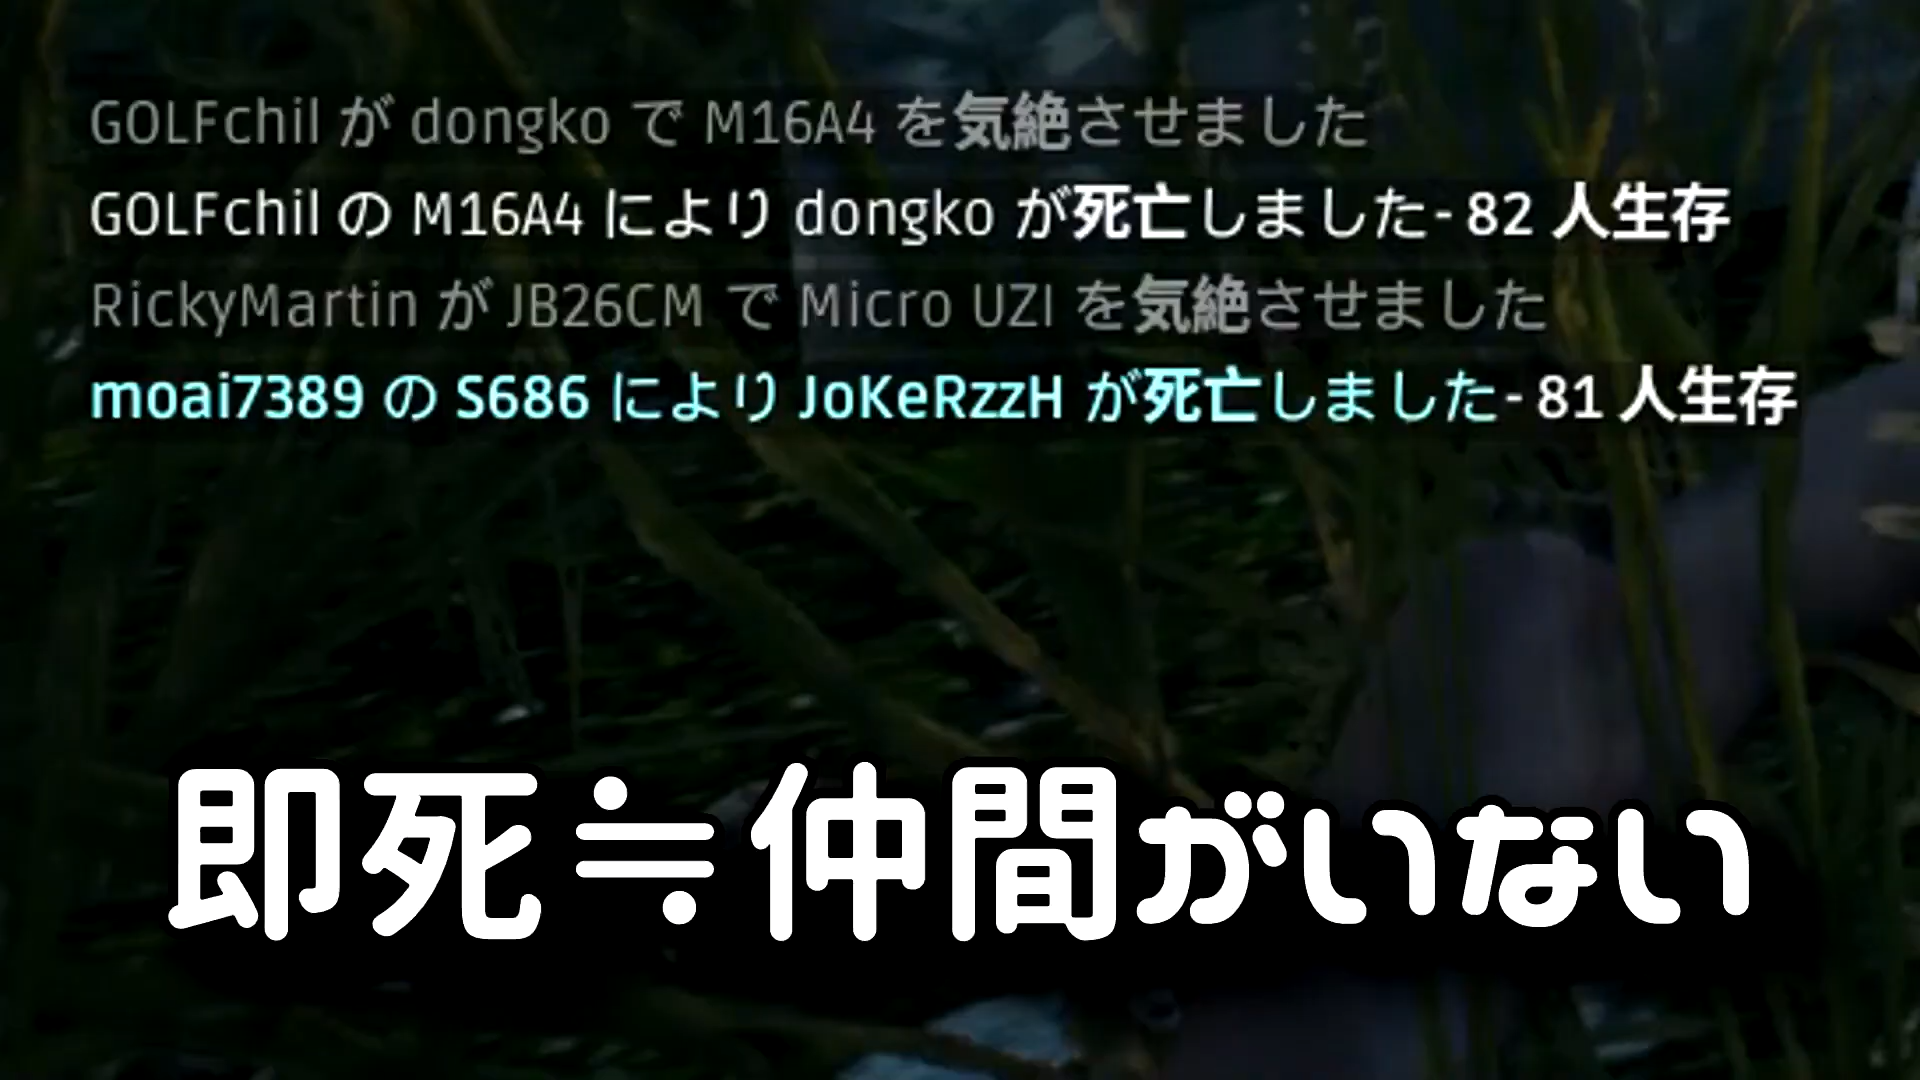 GOLFchil が dongko で M16A4 を気絶させました
GOLFchil の M16A4 により dongko が死亡しました- 82 人生存
RickyMartin が JB26CM で Micro UZI を気絶させました
moai7389 の S686 により JoKeRzzH が死亡しました- 81 人生存
即死≒仲間がいない